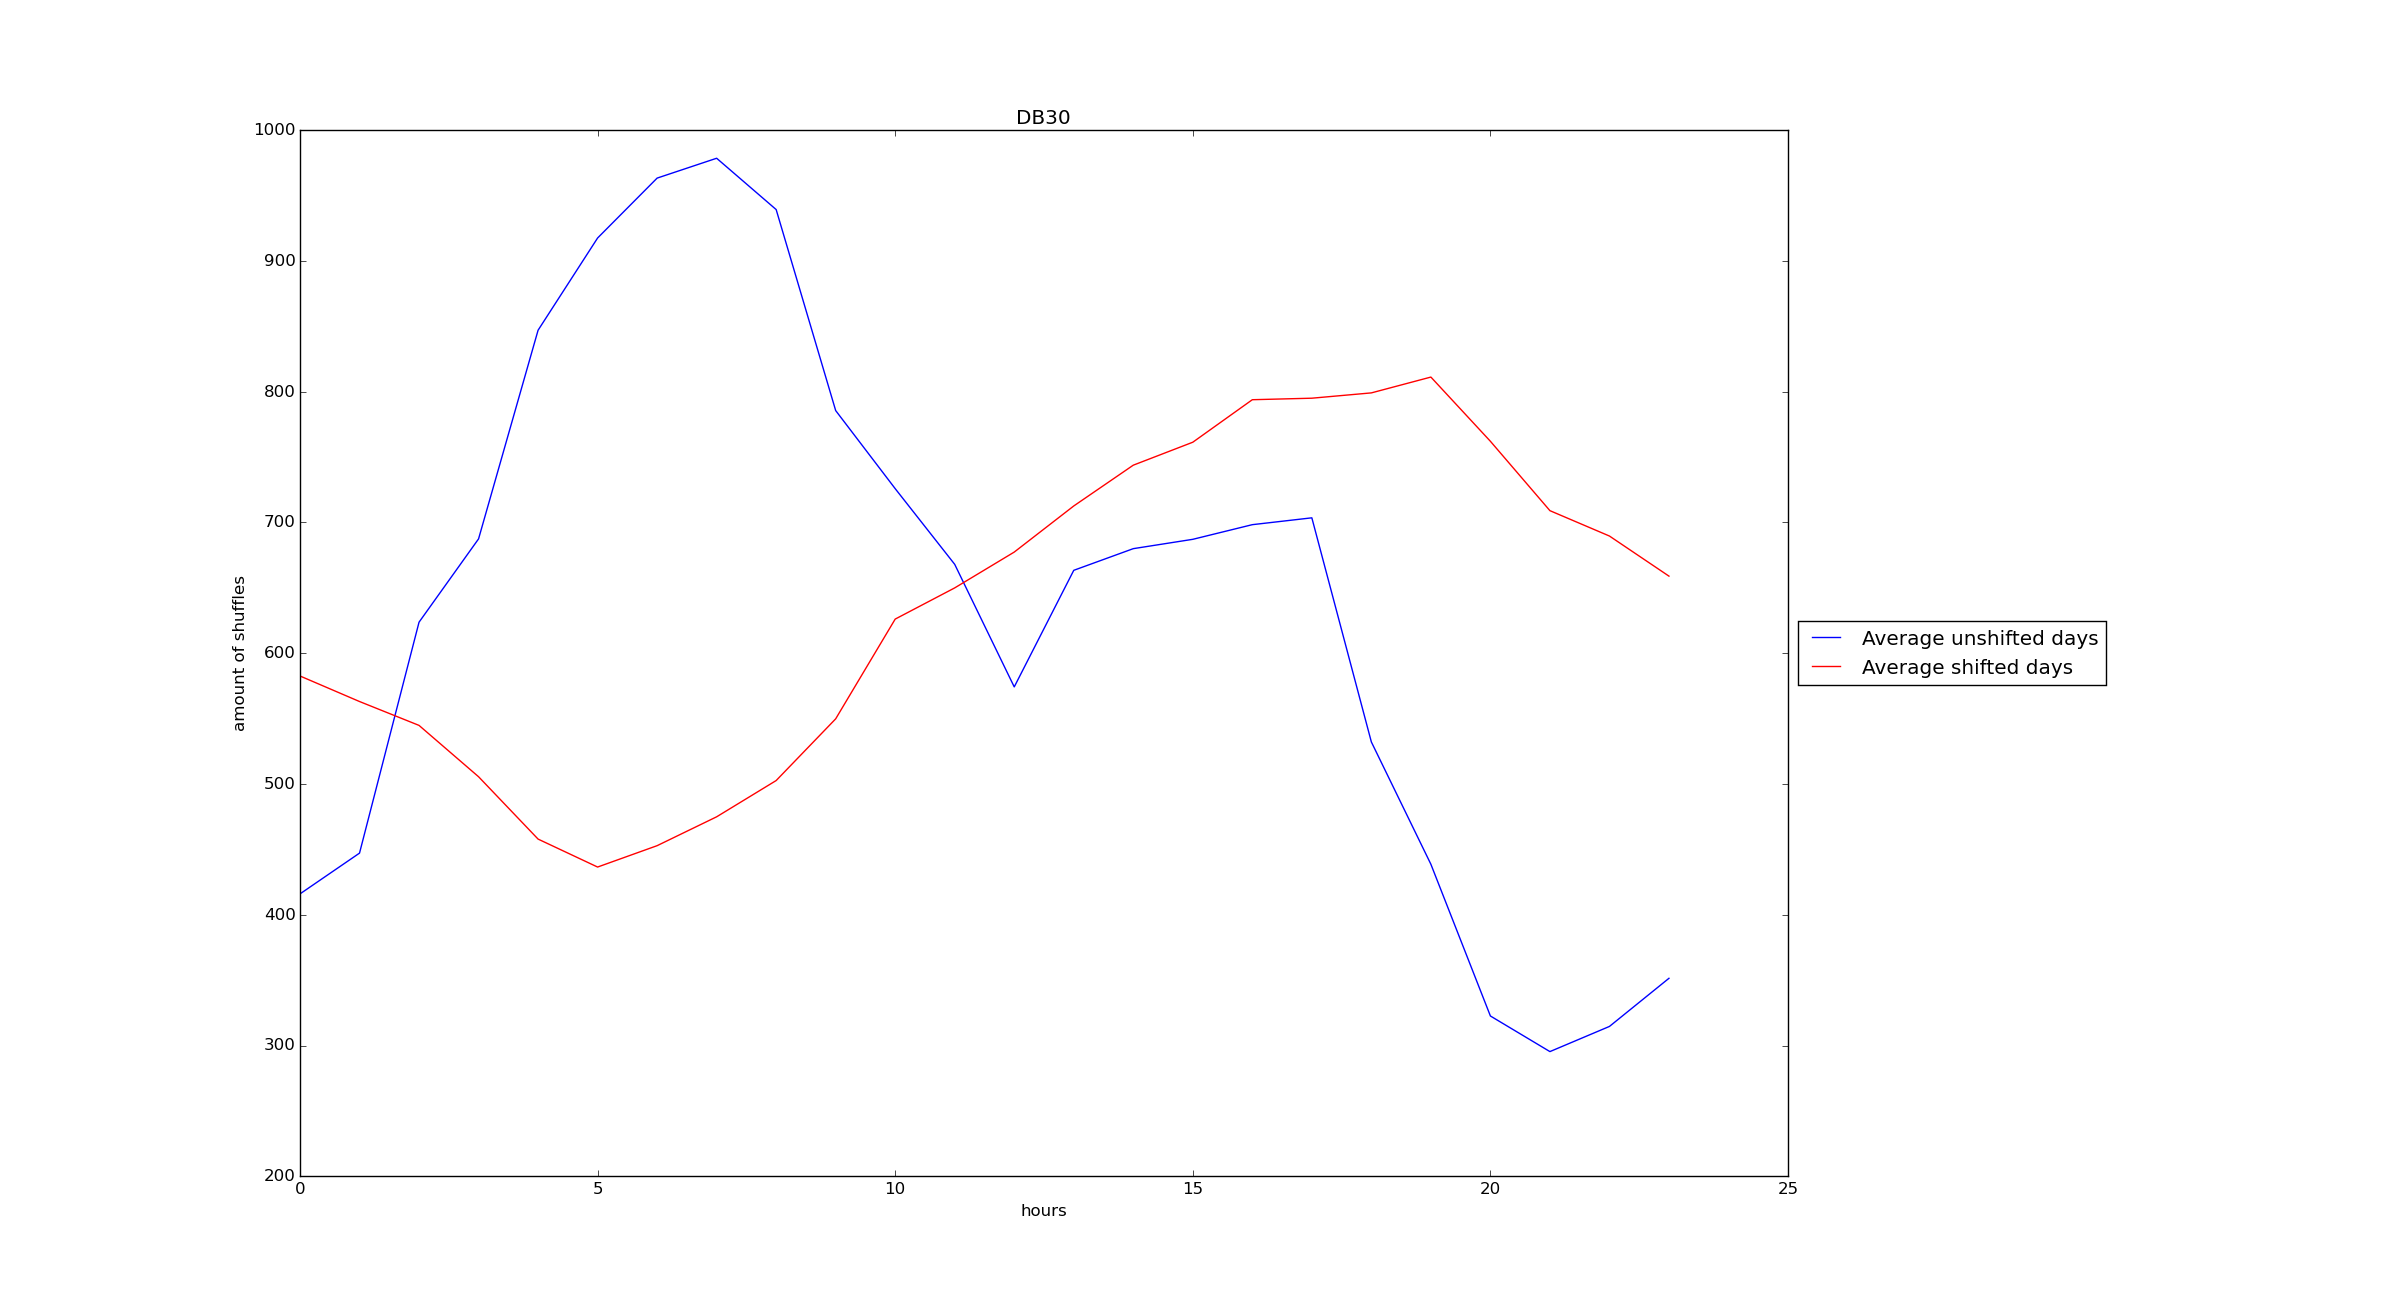 DB30
1000
900
800
700
600
500
400
300
200
amount of shuffles
0 5 10 15 20 25
hours
Average unshifted days
Average shifted days